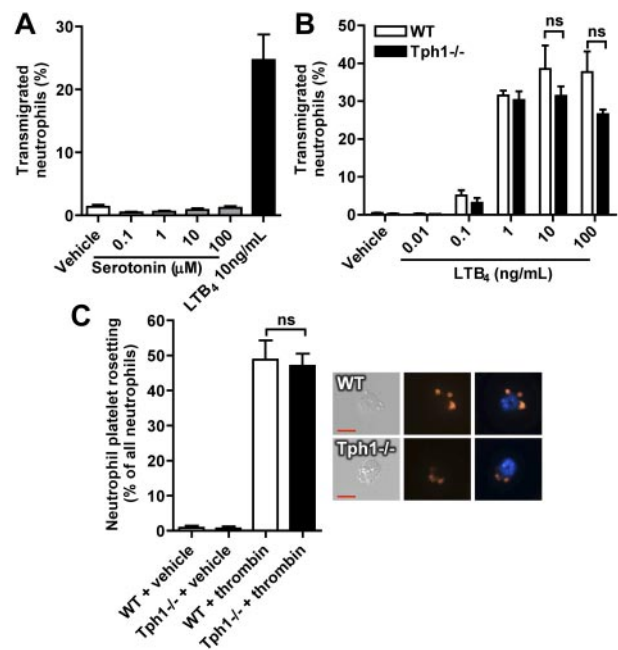 A
Transmigrated
neutrophils (%)
30
20
10
0
Vehicle
0.1
1
10
100
LTB4 10ng/mL
Serotonin (μM)
B
WT
Tph1-/-
ns
ns
Transmigrated
neutrophils (%)
50
40
30
20
10
0
Vehicle
0.01
0.1
1
10
100
LTB4 (ng/mL)
C
ns
Neutrophil platelet rosetting
(% of all neutrophils)
60
50
40
30
20
10
0
WT + vehicle
Tph1-/- + vehicle
WT + thrombin
Tph1-/- + thrombin
WT
Tph1-/-